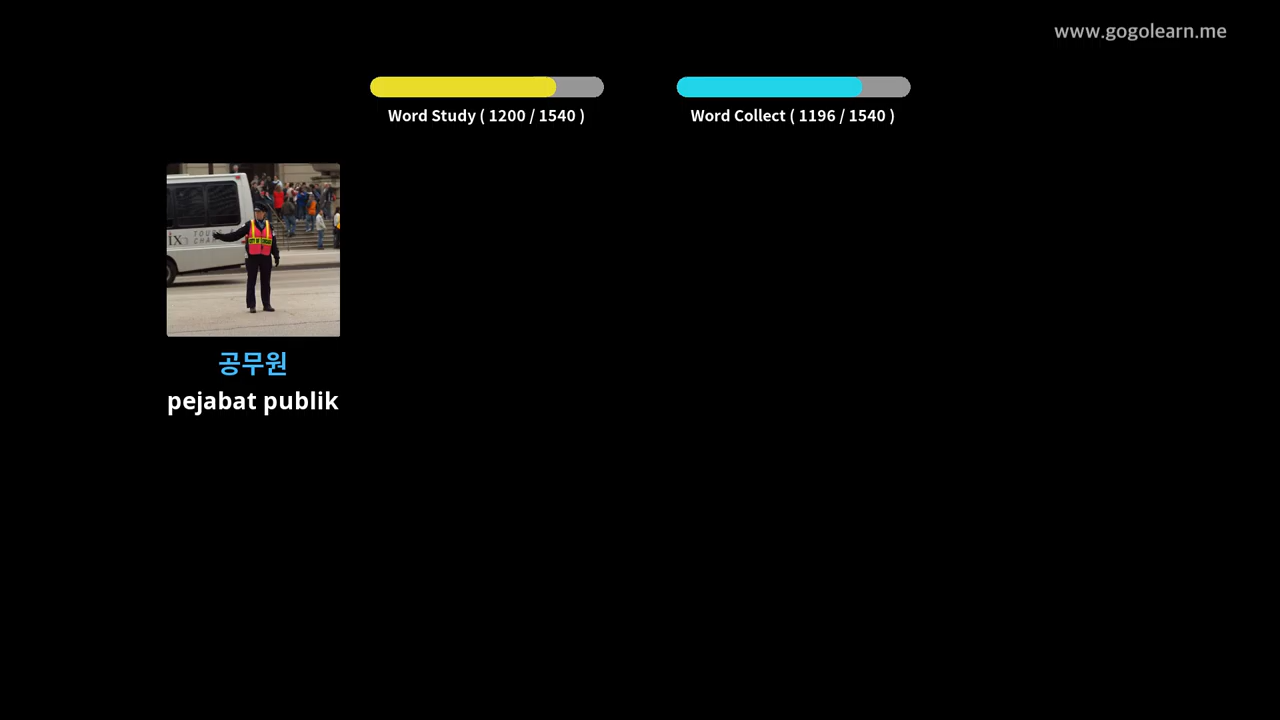 www.gogolearn.me
Word Study ( 1200 / 1540 )
Word Collect ( 1196 / 1540 )
공무원
pejabat publik